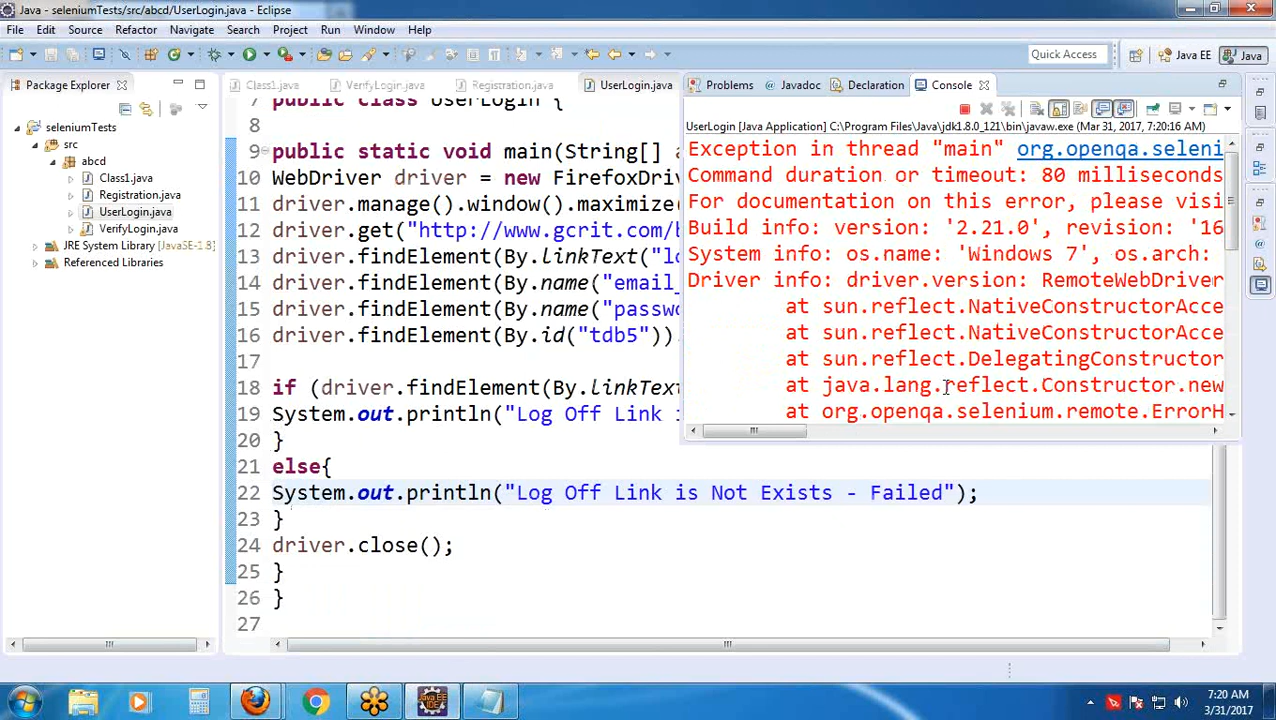 Java - seleniumTests/src/abcd/UserLogin.java - Eclipse
File Edit Source Refactor Navigate Search Project Run Window Help
Quick Access Java EE Java
Package Explorer
seleniumTests
src
abcd
Class1.java
Registration.java
UserLogin.java
VerifyLogin.java
JRE System Library [JavaSE-1.8]
Referenced Libraries
Class1.java VerifyLogin.java Registration.java UserLogin.java
7 public class UserLogin {
8
9 public static void main(String[]
10 WebDriver driver = new FirefoxDriv
11 driver.manage().window().maximize(
12 driver.get("http://www.gcrit.com/b
13 driver.findElement(By.linkText("lo
14 driver.findElement(By.name("email_
15 driver.findElement(By.name("passw
16 driver.findElement(By.id("tdb5")).
17
18 if (driver.findElement(By.linkText
19 System.out.println("Log Off Link i
20 }
21 else{
22 System.out.println("Log Off Link is Not Exists - Failed");
23 }
24 driver.close();
25 }
26 }
27
Problems Javadoc Declaration Console
UserLogin [Java Application] C:\Program Files\Java\jdk1.8.0_121\bin\javaw.exe (Mar 31, 2017, 7:20:16 AM)
Exception in thread "main" org.openqa.seleni
Command duration or timeout: 80 milliseconds
For documentation on this error, please visi
Build info: version: '2.21.0', revision: '16
System info: os.name: 'Windows 7', os.arch:
Driver info: driver.version: RemoteWebDriver
at sun.reflect.NativeConstructorAcce
at sun.reflect.NativeConstructorAcce
at sun.reflect.DelegatingConstructor
at java.lang.reflect.Constructor.new
at org.openqa.selenium.remote.ErrorH
Java EE
IDE
7:20 AM
3/31/2017